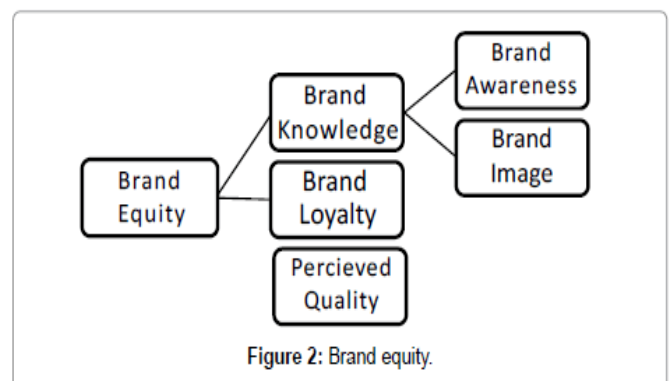 Brand
Awareness
Brand
Knowledge
Brand
Image
Brand
Equity
Brand
Loyalty
Percieved
Quality
Figure 2: Brand equity.